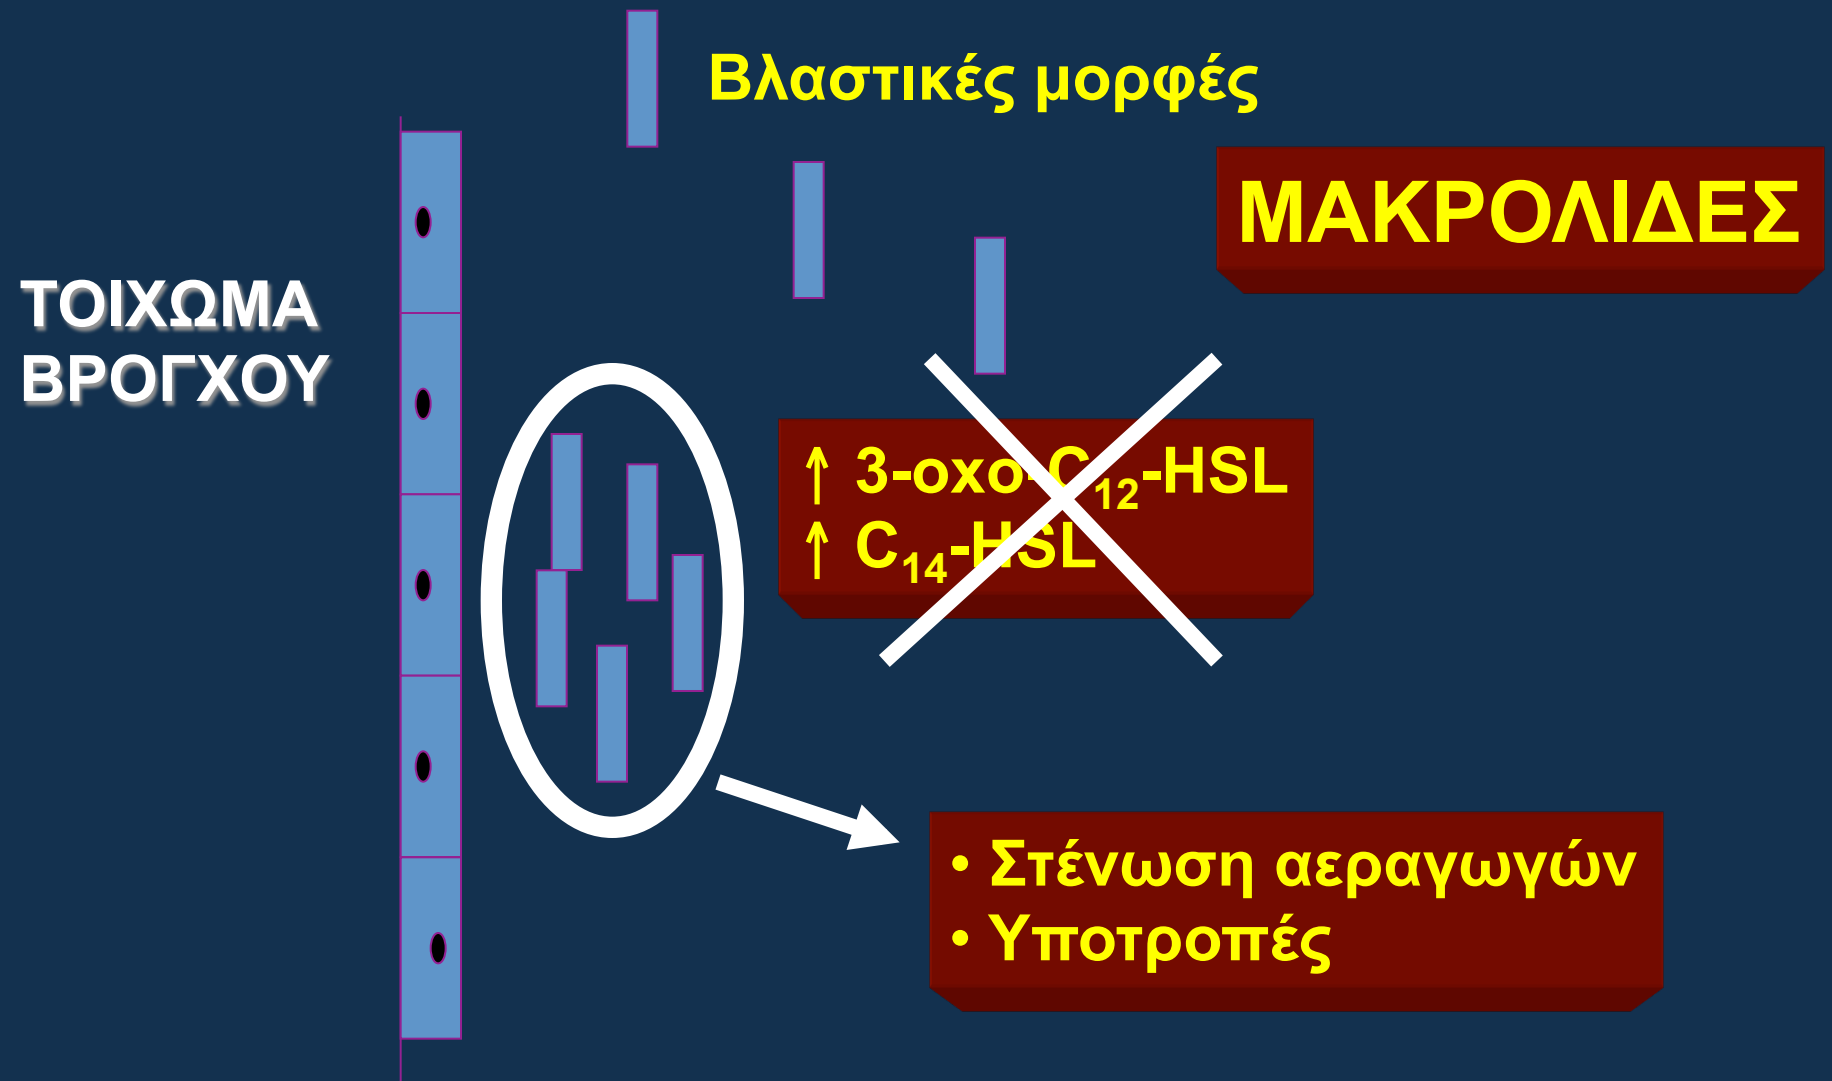 Βλαστικές μορφές
ΜΑΚΡΟΛΙΔΕΣ
ΤΟΙΧΩΜΑ
ΒΡΟΓΧΟΥ
↑ 3-oxo-C₁₂-HSL
↑ C₁₄-HSL
• Στένωση αεραγωγών
• Υποτροπές